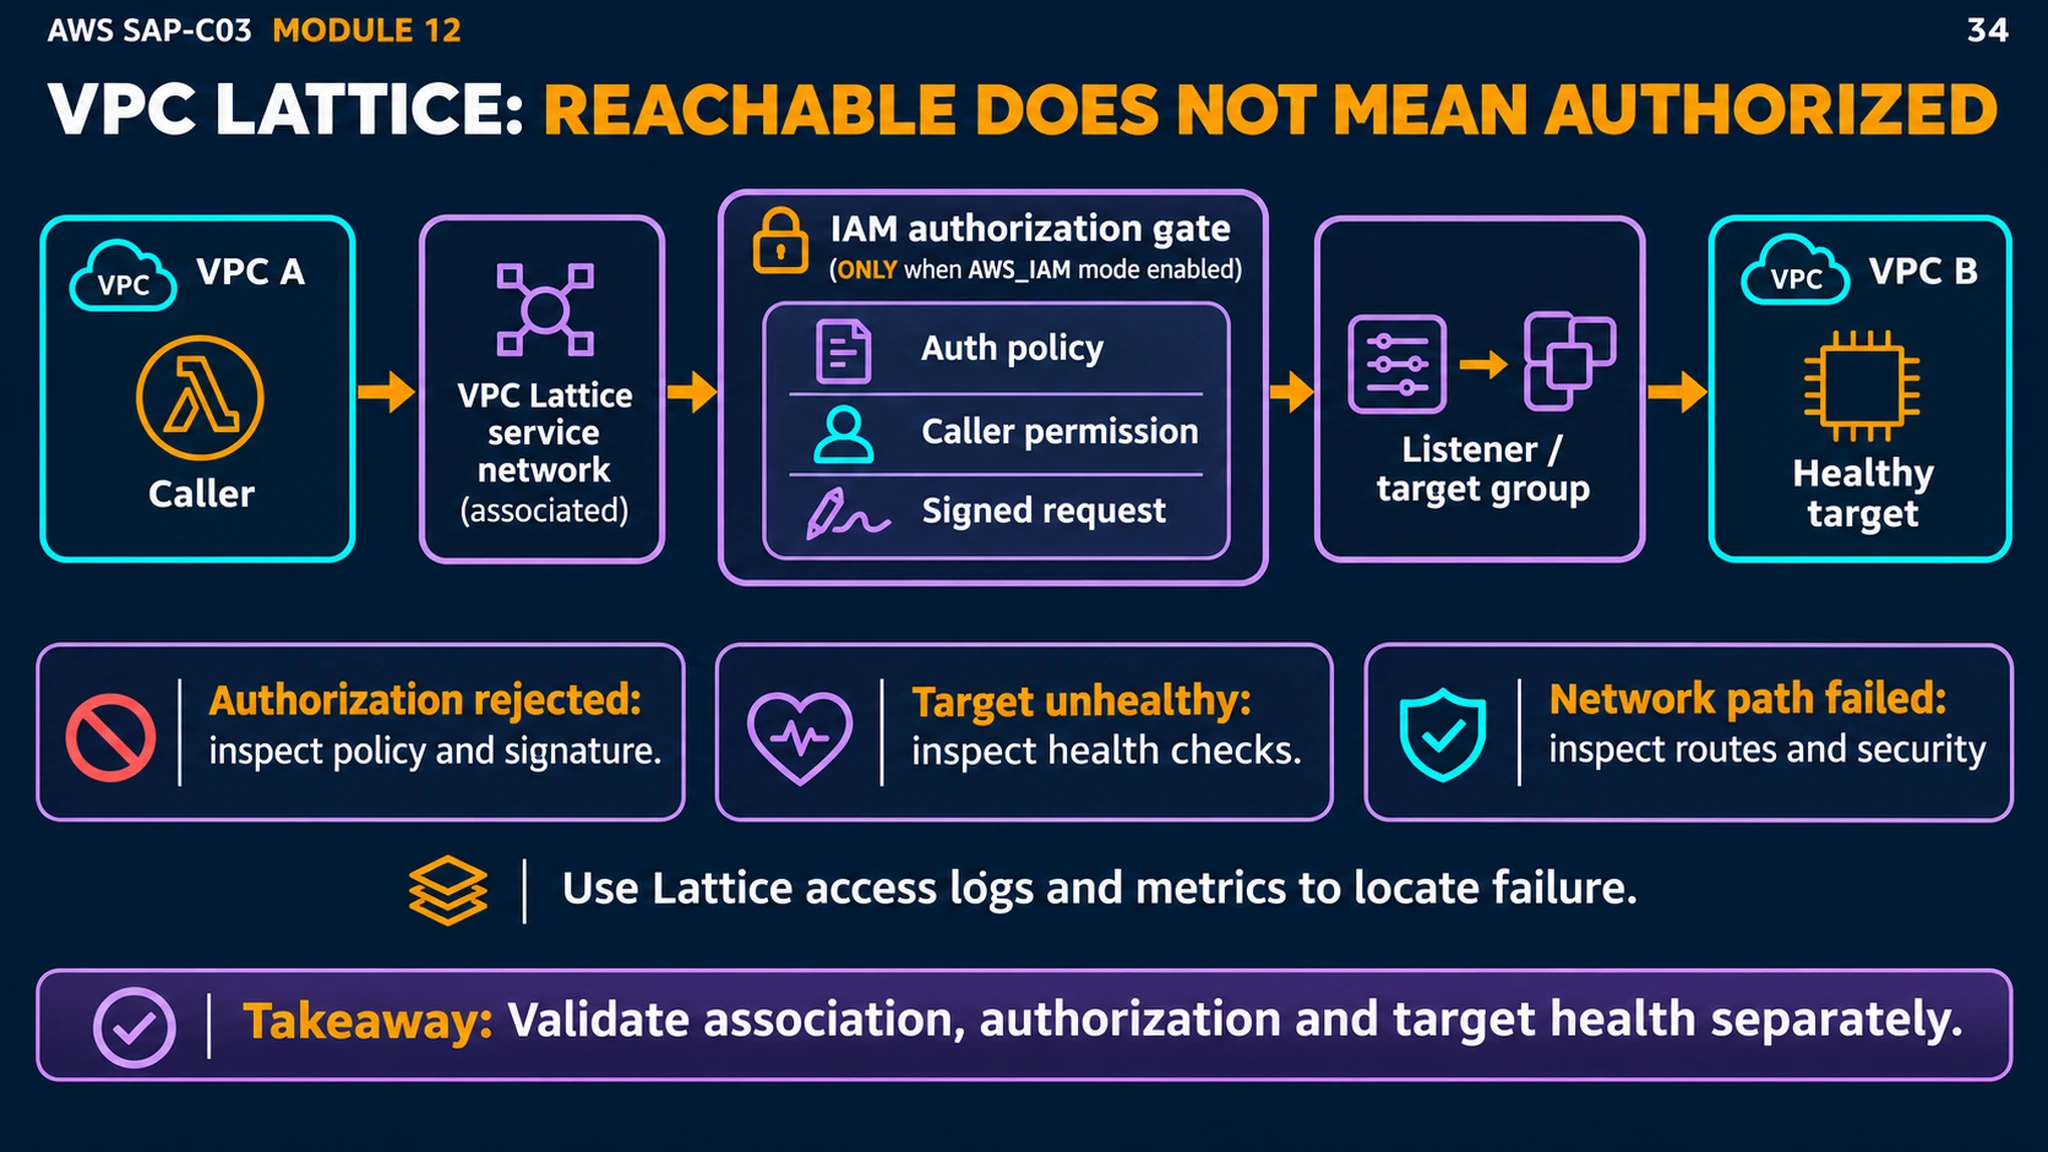 AWS SAP-C03 MODULE 12
34
VPC LATTICE: REACHABLE DOES NOT MEAN AUTHORIZED
VPC
VPC A
Caller
VPC Lattice
service
network
(associated)
IAM authorization gate
(ONLY when AWS_IAM mode enabled)
Auth policy
Caller permission
Signed request
Listener /
target group
VPC
VPC B
Healthy
target
Authorization rejected:
inspect policy and signature.
Target unhealthy:
inspect health checks.
Network path failed:
inspect routes and security
Use Lattice access logs and metrics to locate failure.
Takeaway: Validate association, authorization and target health separately.